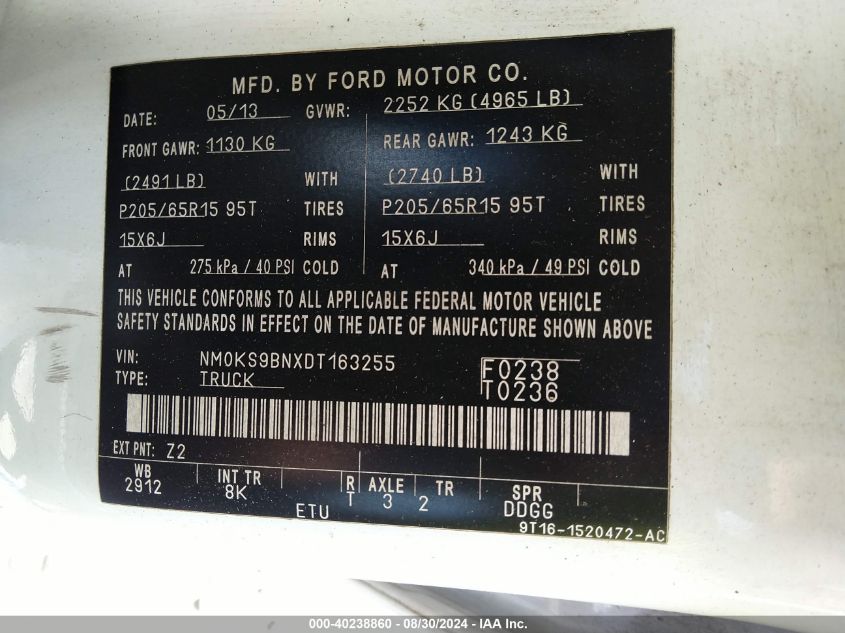 MFD. BY FORD MOTOR CO.
DATE: 05/13 GVWR: 2252 KG (4965 LB)
FRONT GAWR: 1130 KG REAR GAWR: 1243 KG
(2491 LB) WITH (2740 LB) WITH
P205/65R15 95T TIRES P205/65R15 95T TIRES
15X6J RIMS 15X6J RIMS
AT 275 kPa / 40 PSI COLD AT 340 kPa / 49 PSI COLD
THIS VEHICLE CONFORMS TO ALL APPLICABLE FEDERAL MOTOR VEHICLE
SAFETY STANDARDS IN EFFECT ON THE DATE OF MANUFACTURE SHOWN ABOVE
VIN: NM0KS9BNXDT163255 F0238
TYPE: TRUCK T0236
EXT PNT: Z2
WB INT TR R AXLE TR SPR
2912 8K T 3 2 DDGG
ETU
9T16-1520472-AC
000-40238860 - 08/30/2024 - IAA Inc.